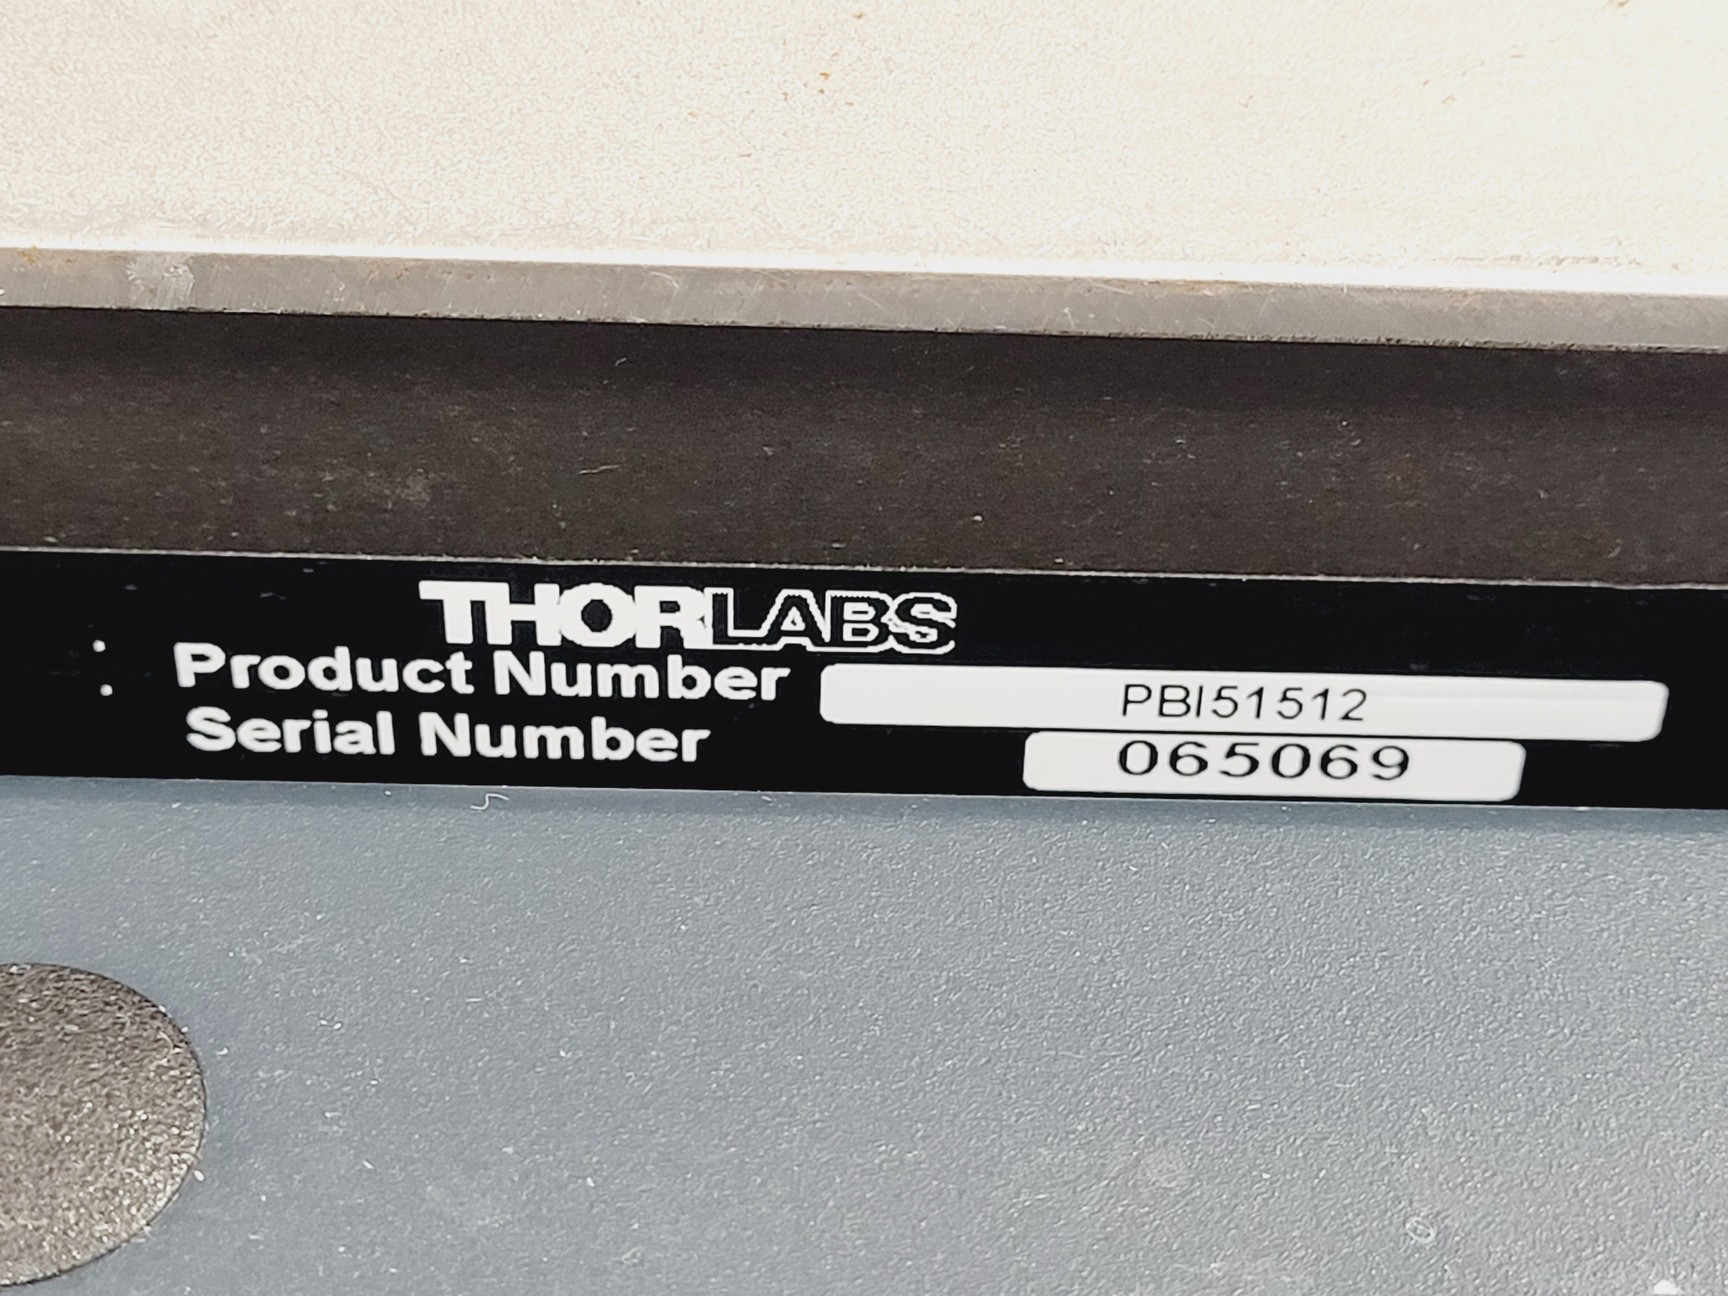 THORLABS
Product Number PBI51512
Serial Number 065069